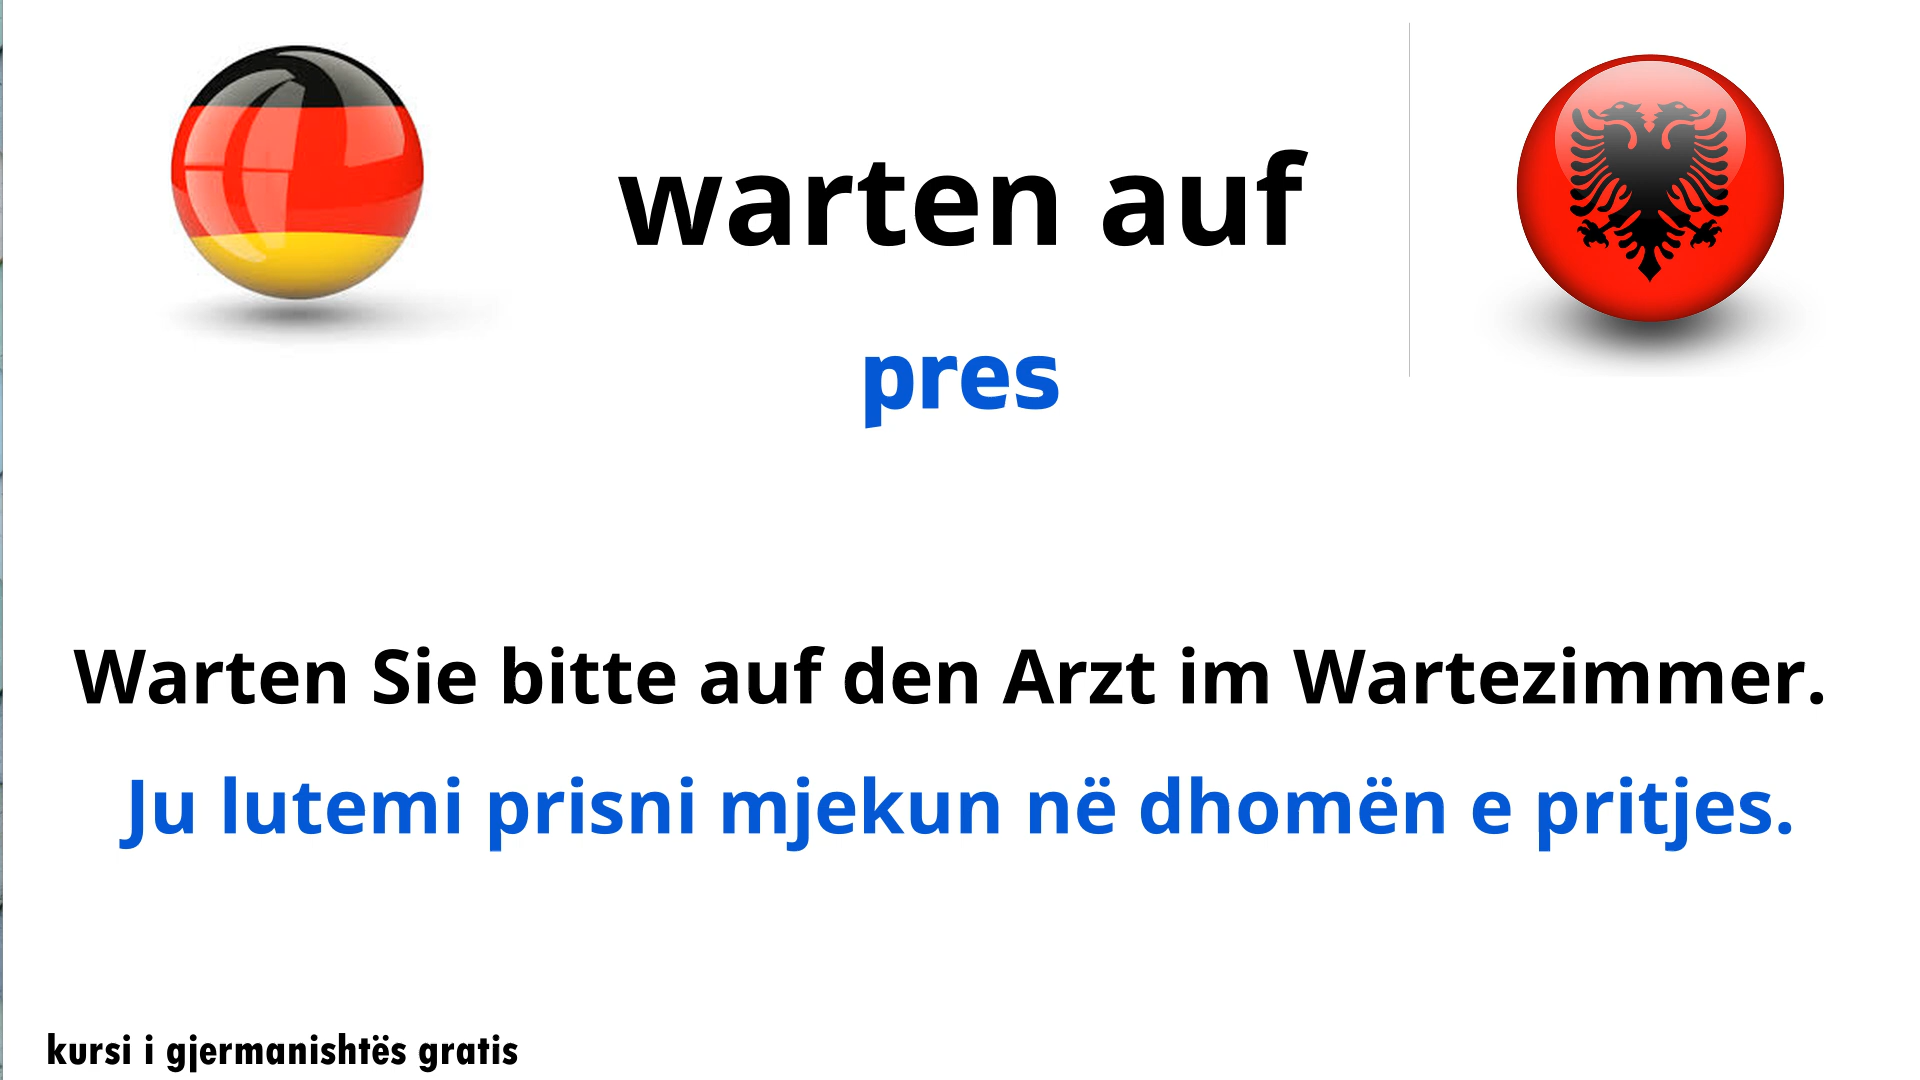 warten auf
pres
Warten Sie bitte auf den Arzt im Wartezimmer.
Ju lutemi prisni mjekun në dhomën e pritjes.
kursi i gjermanishtës gratis